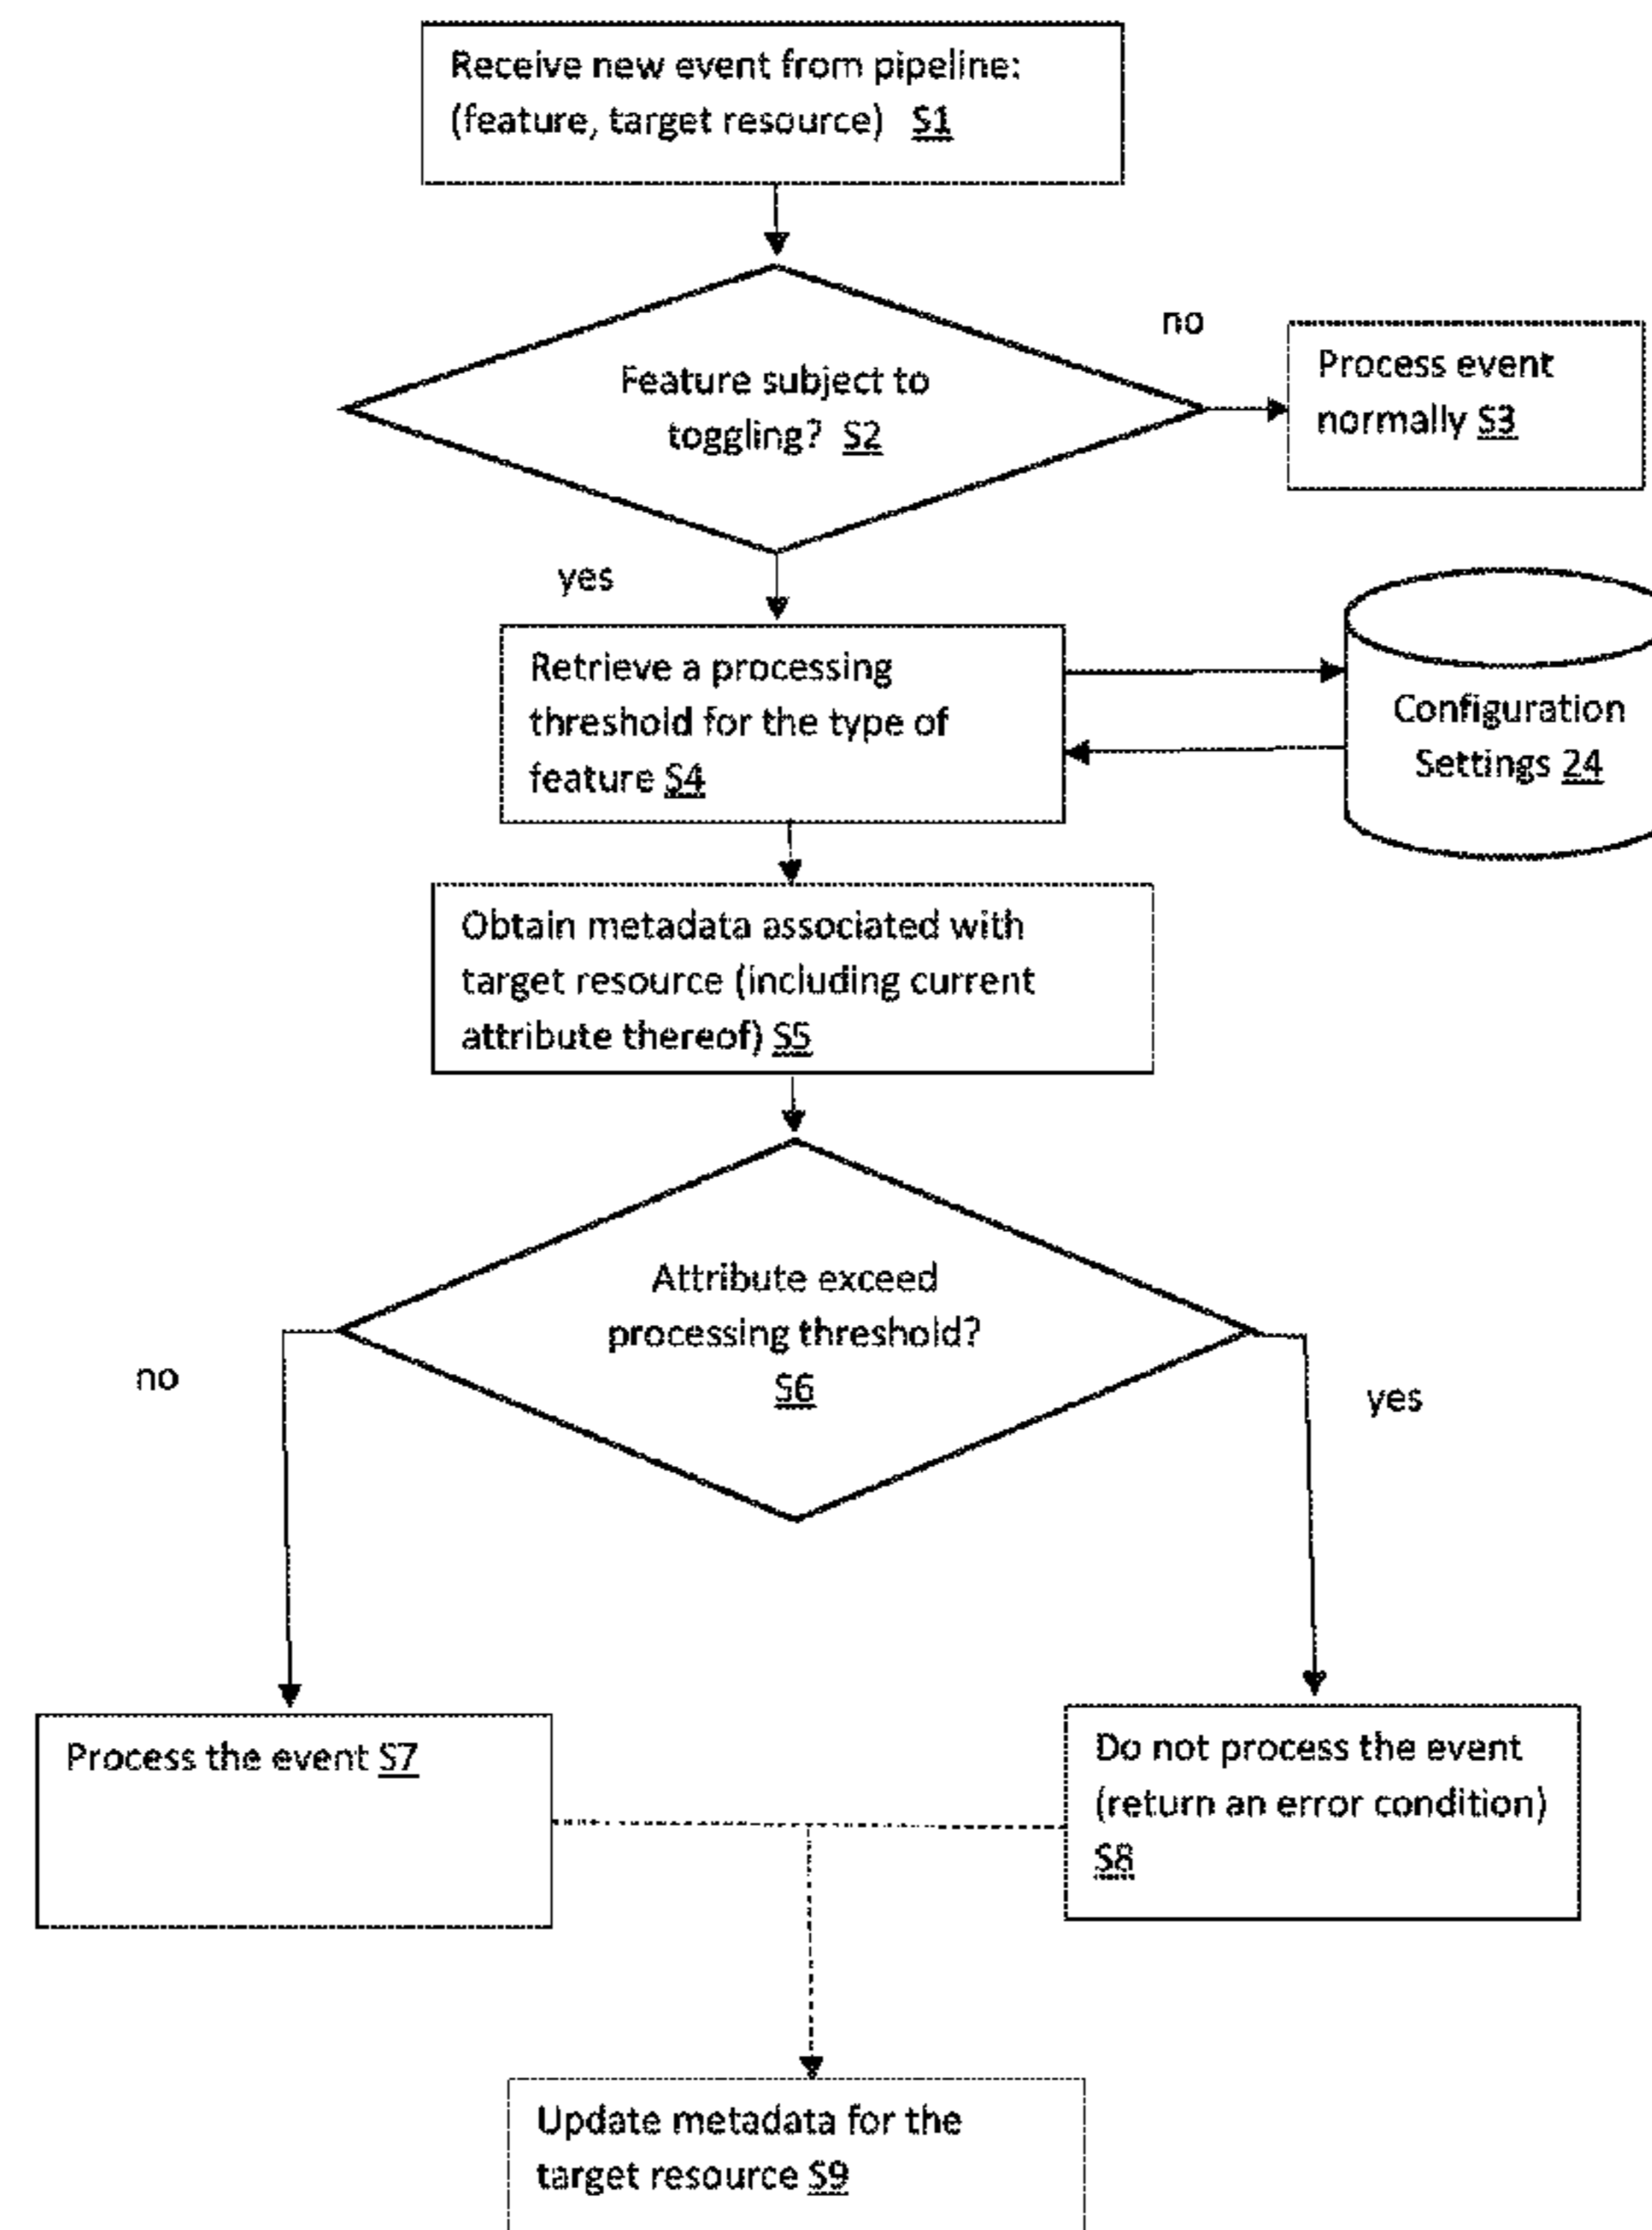 Receive new event from pipeline:
(feature, target resource) S1
no
Feature subject to
toggling? S2
Process event
normally S3
yes
Retrieve a processing
threshold for the type of
feature S4
Configuration
Settings 24
Obtain metadata associated with
target resource (including current
attribute thereof) S5
Attribute exceed
processing threshold?
S6
no
yes
Process the event S7
Do not process the event
(return an error condition)
S8
Update metadata for the
target resource S9